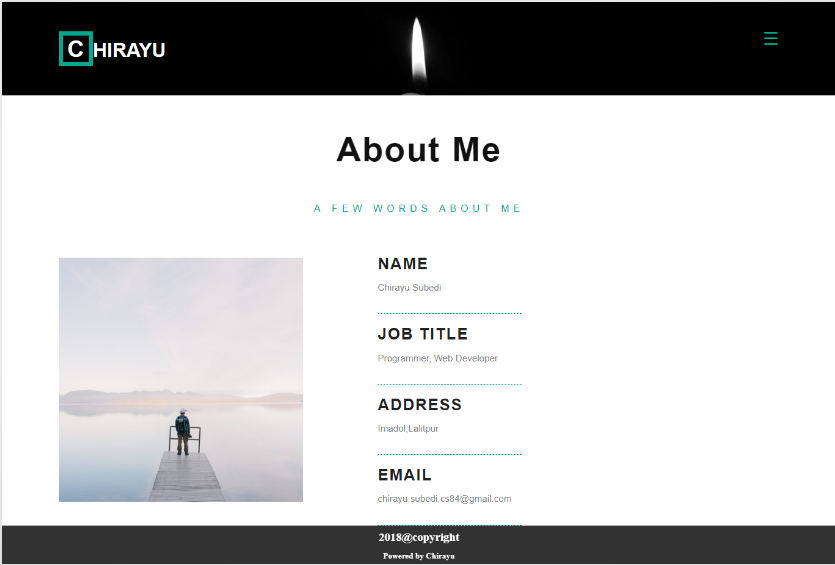 CHIRAYU
About Me
A FEW WORDS ABOUT ME
NAME
Chirayu Subedi
JOB TITLE
Programmer, Web Developer
ADDRESS
Imadol,Lalitpur
EMAIL
chirayu.subedi.cs84@gmail.com
2018@copyright
Powered by Chirayu